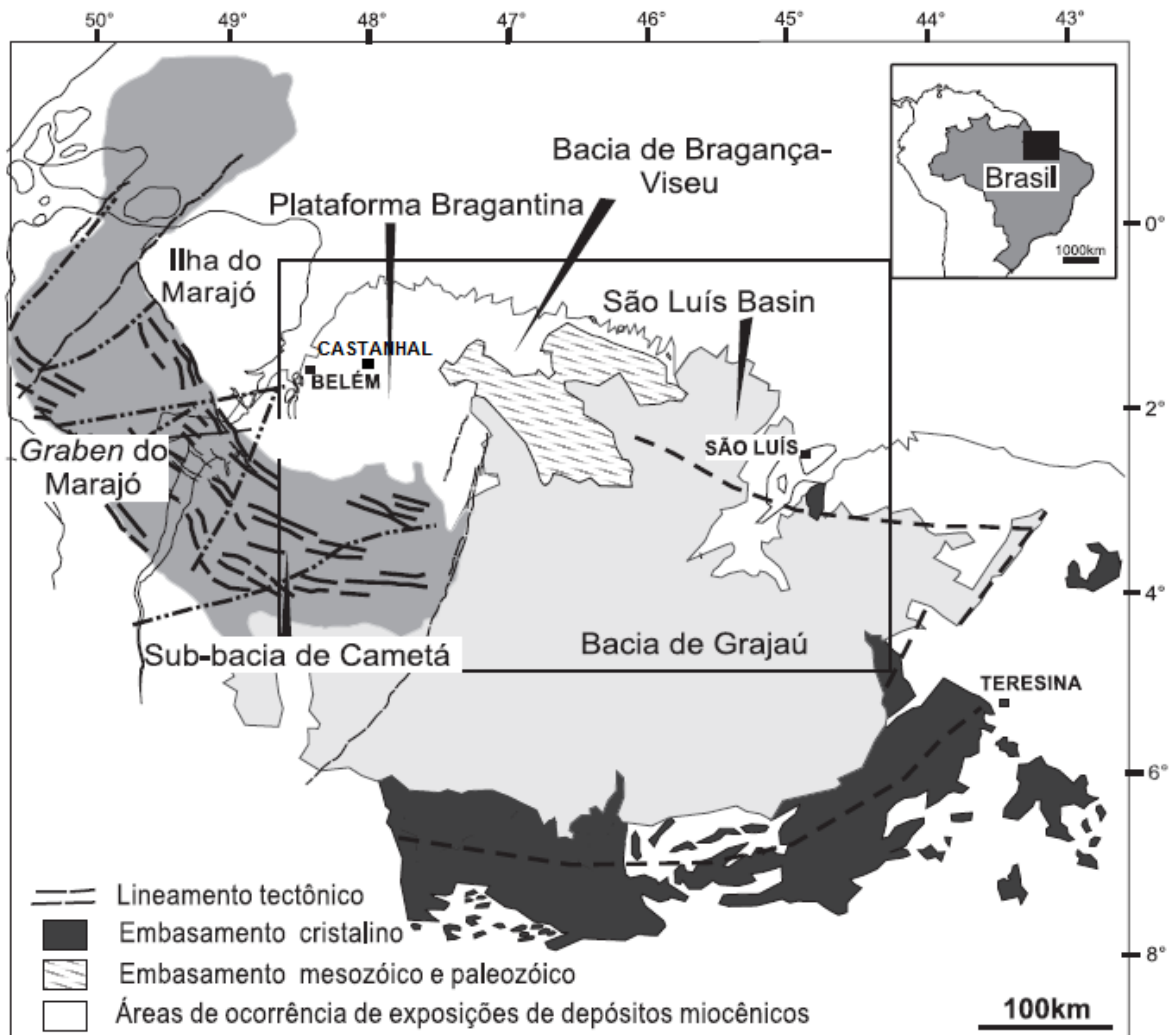 50° 49° 48° 47° 46° 45° 44° 43°
Bacia de Bragança-
Viseu
Brasil
1000km
Plataforma Bragantina
0°
Ilha do
Marajó
São Luís Basin
CASTANHAL
BELÉM
2°
Graben do
Marajó
SÃO LUÍS
4°
Sub-bacia de Cametá
Bacia de Grajaú
TERESINA
6°
Lineamento tectônico
Embasamento cristalino
Embasamento mesozóico e paleozóico
8°
Áreas de ocorrência de exposições de depósitos miocênicos
100km